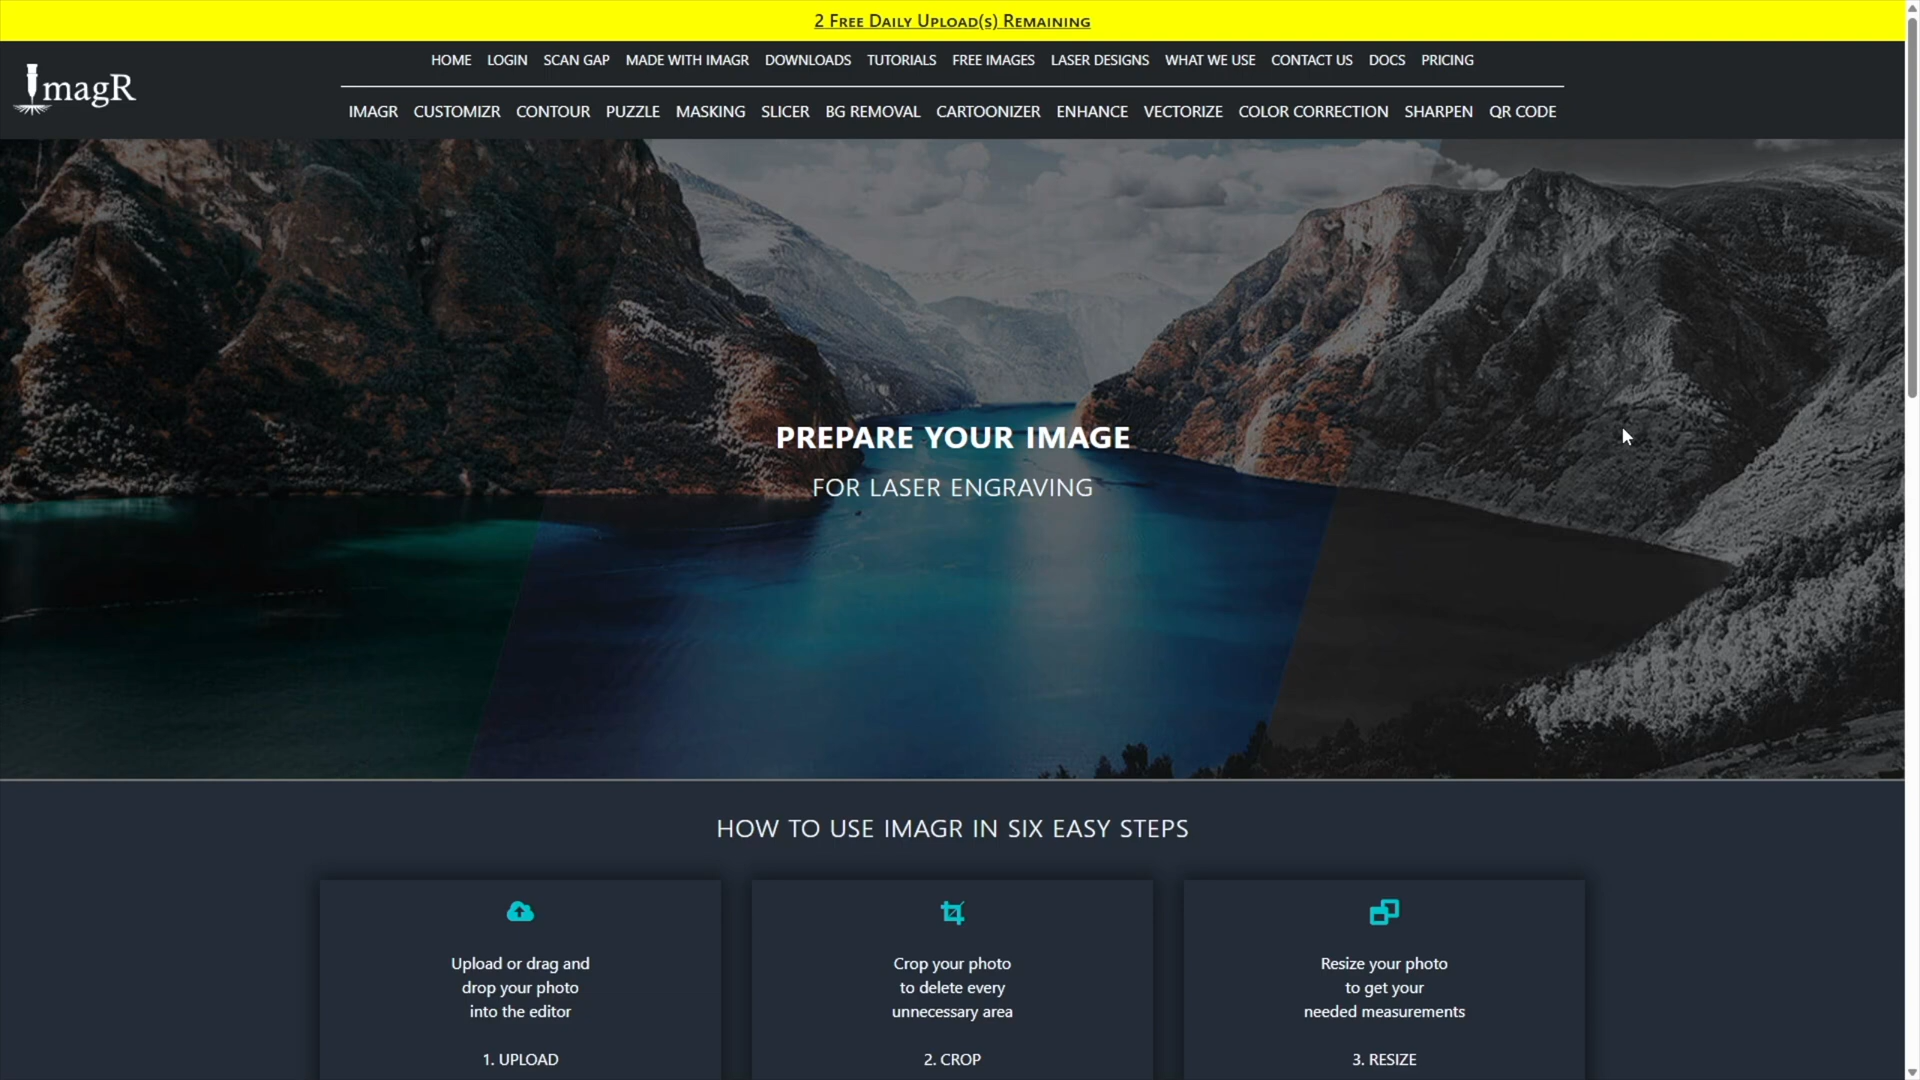 2 Free Daily Upload(s) Remaining
ImagR
HOME LOGIN SCAN GAP MADE WITH IMAGR DOWNLOADS TUTORIALS FREE IMAGES LASER DESIGNS WHAT WE USE CONTACT US DOCS PRICING
IMAGR CUSTOMIZR CONTOUR PUZZLE MASKING SLICER BG REMOVAL CARTOONIZER ENHANCE VECTORIZE COLOR CORRECTION SHARPEN QR CODE
PREPARE YOUR IMAGE
FOR LASER ENGRAVING
HOW TO USE IMAGR IN SIX EASY STEPS
Upload or drag and
drop your photo
into the editor
1. UPLOAD
Crop your photo
to delete every
unnecessary area
2. CROP
Resize your photo
to get your
needed measurements
3. RESIZE